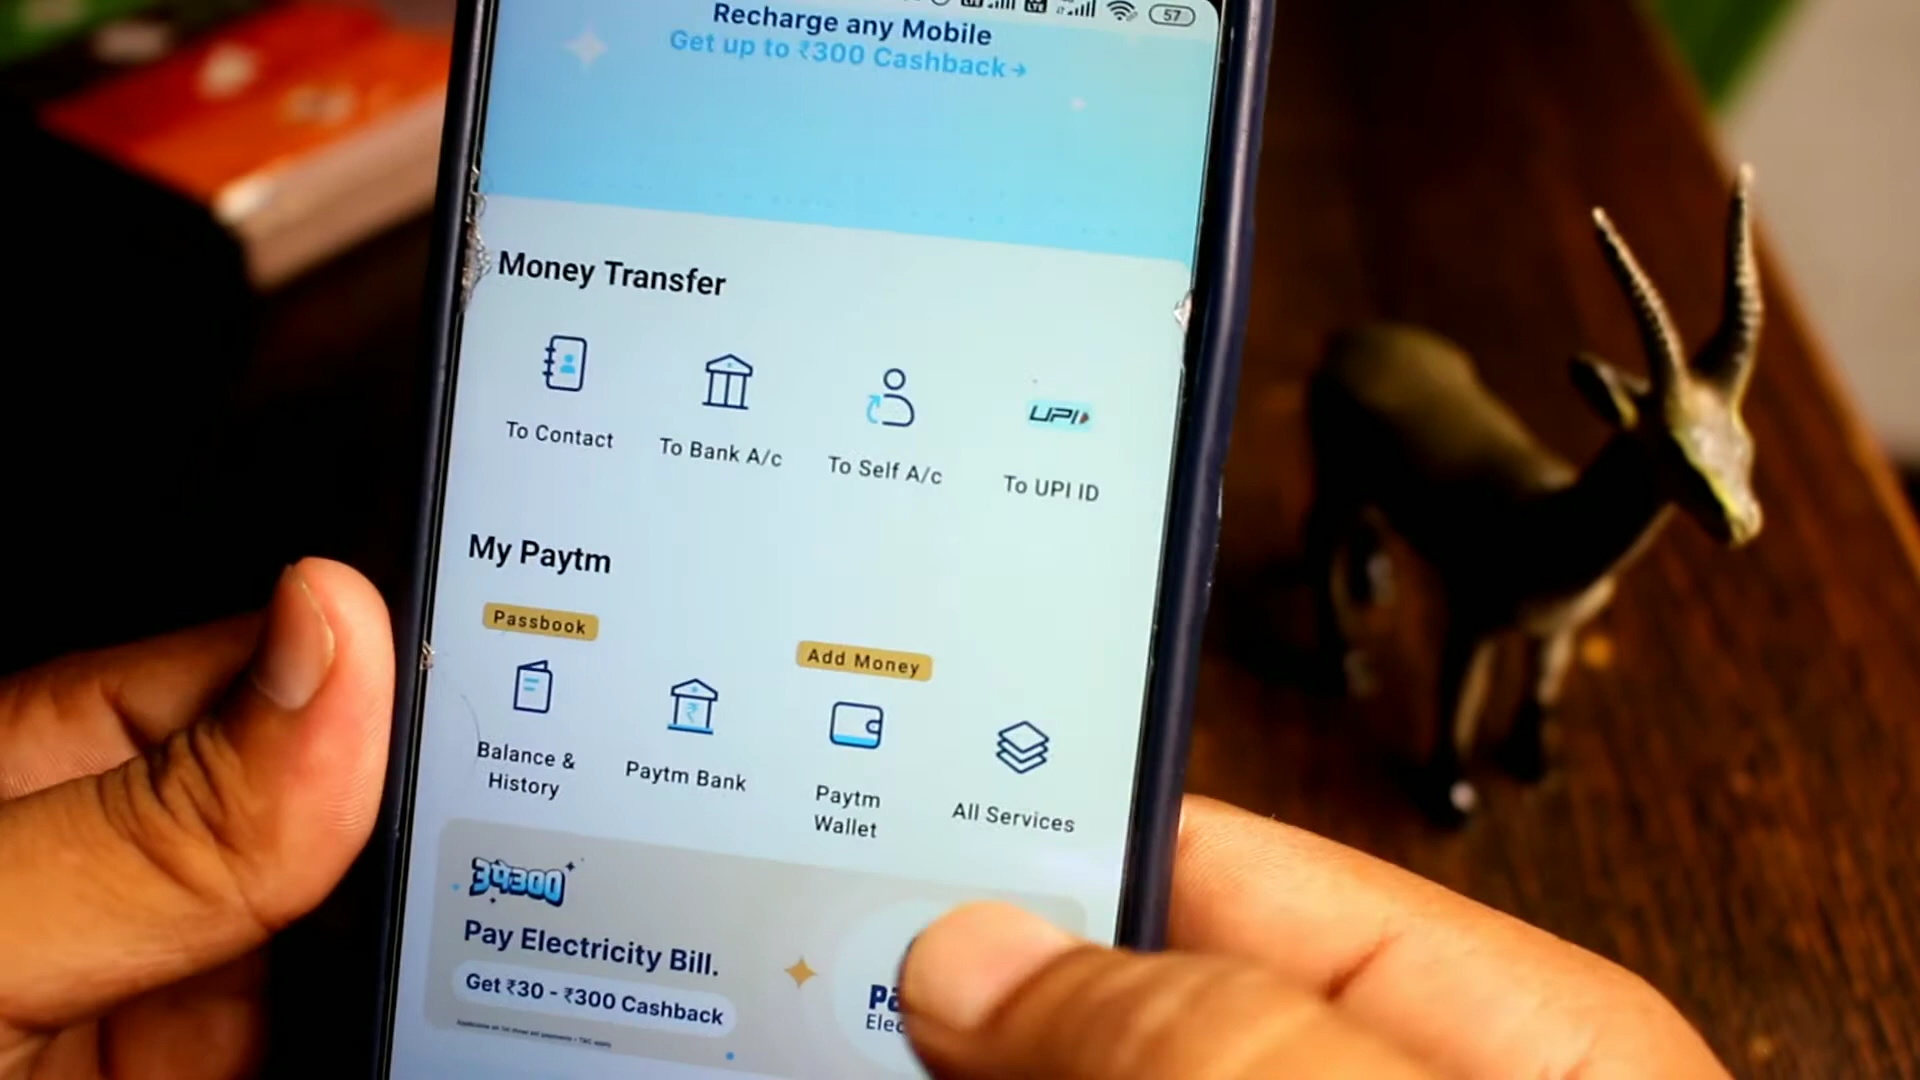 57
Recharge any Mobile
Get up to ₹300 Cashback→
Money Transfer
To Contact
To Bank A/c
To Self A/c
UPI
To UPI ID
My Paytm
Passbook
Add Money
Balance &
History
Paytm Bank
Paytm
Wallet
All Services
Pay Electricity Bill.
Get ₹30 - ₹300 Cashback